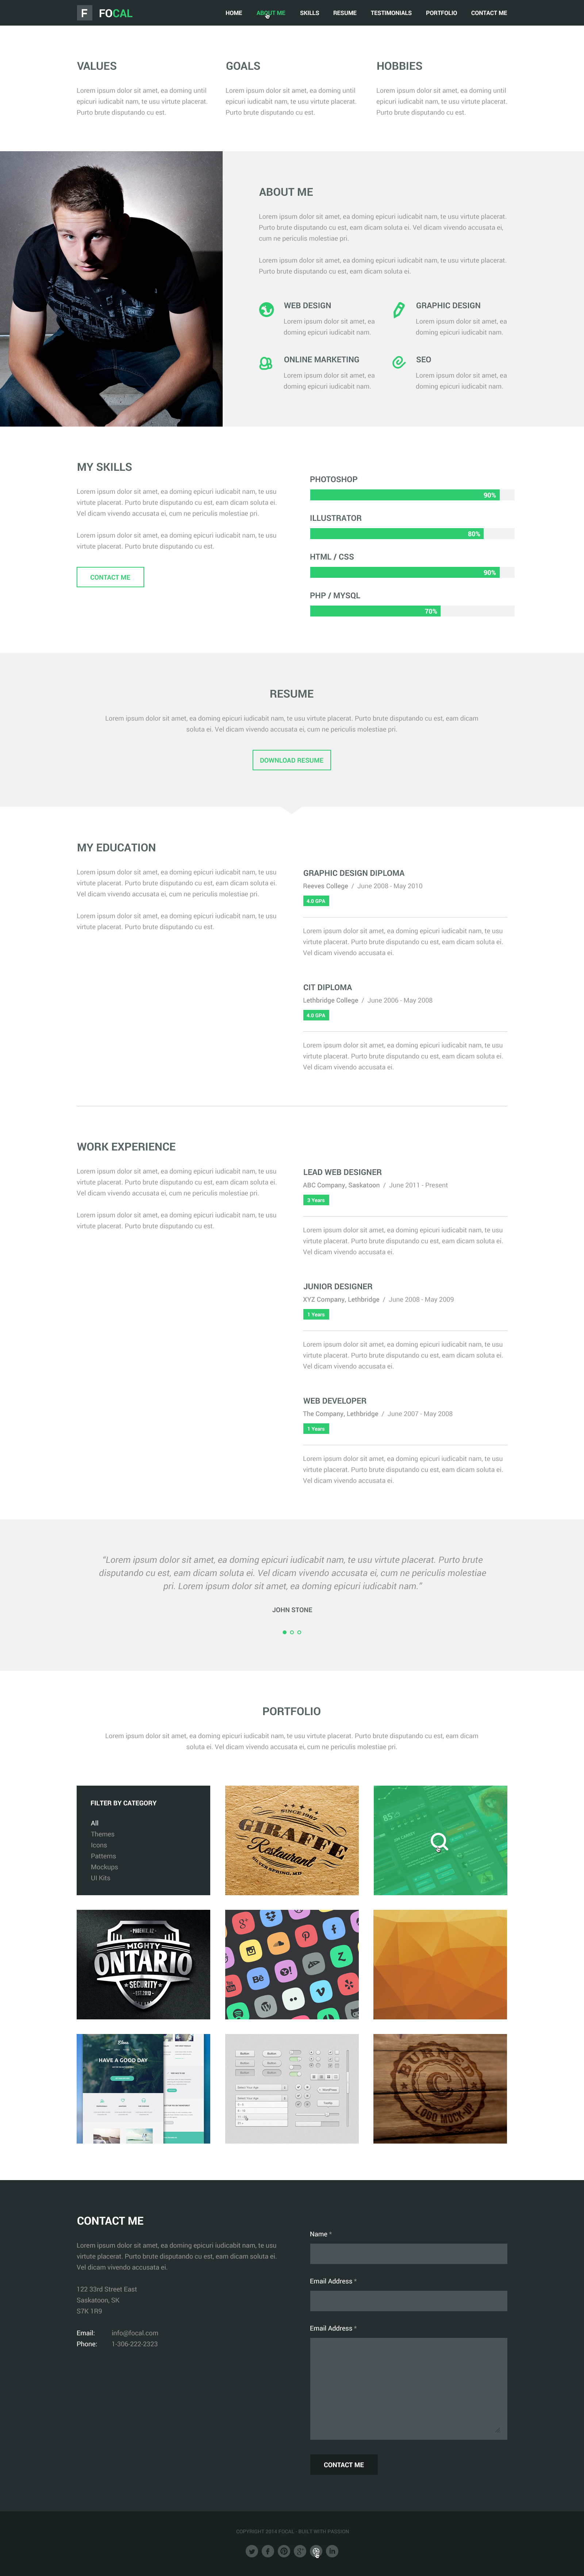 F FOCAL
HOME ABOUT ME SKILLS RESUME TESTIMONIALS PORTFOLIO CONTACT ME
VALUES
Lorem ipsum dolor sit amet, ea doming until
epicuri iudicabit nam, te usu virtute placerat.
Purto brute disputando cu est.
GOALS
Lorem ipsum dolor sit amet, ea doming until
epicuri iudicabit nam, te usu virtute placerat.
Purto brute disputando cu est.
HOBBIES
Lorem ipsum dolor sit amet, ea doming until
epicuri iudicabit nam, te usu virtute placerat.
Purto brute disputando cu est.
ABOUT ME
Lorem ipsum dolor sit amet, ea doming epicuri iudicabit nam, te usu virtute placerat.
Purto brute disputando cu est, eam dicam soluta ei. Vel dicam vivendo accusata ei,
cum ne periculis molestiae pri.
Lorem ipsum dolor sit amet, ea doming epicuri iudicabit nam, te usu virtute placerat.
Purto brute disputando cu est, eam dicam soluta ei.
WEB DESIGN
Lorem ipsum dolor sit amet, ea
doming epicuri iudicabit nam.
GRAPHIC DESIGN
Lorem ipsum dolor sit amet, ea
doming epicuri iudicabit nam.
ONLINE MARKETING
Lorem ipsum dolor sit amet, ea
doming epicuri iudicabit nam.
SEO
Lorem ipsum dolor sit amet, ea
doming epicuri iudicabit nam.
MY SKILLS
Lorem ipsum dolor sit amet, ea doming epicuri iudicabit nam, te usu
virtute placerat. Purto brute disputando cu est, eam dicam soluta ei.
Vel dicam vivendo accusata ei, cum ne periculis molestiae pri.
Lorem ipsum dolor sit amet, ea doming epicuri iudicabit nam, te usu
virtute placerat. Purto brute disputando cu est.
CONTACT ME
PHOTOSHOP
90%
ILLUSTRATOR
80%
HTML / CSS
90%
PHP / MYSQL
70%
RESUME
Lorem ipsum dolor sit amet, ea doming epicuri iudicabit nam, te usu virtute placerat. Purto brute disputando cu est, eam dicam
soluta ei. Vel dicam vivendo accusata ei, cum ne periculis molestiae pri.
DOWNLOAD RESUME
MY EDUCATION
Lorem ipsum dolor sit amet, ea doming epicuri iudicabit nam, te usu
virtute placerat. Purto brute disputando cu est, eam dicam soluta ei.
Vel dicam vivendo accusata ei, cum ne periculis molestiae pri.
Lorem ipsum dolor sit amet, ea doming epicuri iudicabit nam, te usu
virtute placerat. Purto brute disputando cu est.
GRAPHIC DESIGN DIPLOMA
Reeves College / June 2008 - May 2010
4.0 GPA
Lorem ipsum dolor sit amet, ea doming epicuri iudicabit nam, te usu
virtute placerat. Purto brute disputando cu est, eam dicam soluta ei.
Vel dicam vivendo accusata ei.
CIT DIPLOMA
Lethbridge College / June 2006 - May 2008
4.0 GPA
Lorem ipsum dolor sit amet, ea doming epicuri iudicabit nam, te usu
virtute placerat. Purto brute disputando cu est, eam dicam soluta ei.
Vel dicam vivendo accusata ei.
WORK EXPERIENCE
Lorem ipsum dolor sit amet, ea doming epicuri iudicabit nam, te usu
virtute placerat. Purto brute disputando cu est, eam dicam soluta ei.
Vel dicam vivendo accusata ei, cum ne periculis molestiae pri.
Lorem ipsum dolor sit amet, ea doming epicuri iudicabit nam, te usu
virtute placerat. Purto brute disputando cu est.
LEAD WEB DESIGNER
ABC Company, Saskatoon / June 2011 - Present
3 Years
Lorem ipsum dolor sit amet, ea doming epicuri iudicabit nam, te usu
virtute placerat. Purto brute disputando cu est, eam dicam soluta ei.
Vel dicam vivendo accusata ei.
JUNIOR DESIGNER
XYZ Company, Lethbridge / June 2008 - May 2009
1 Years
Lorem ipsum dolor sit amet, ea doming epicuri iudicabit nam, te usu
virtute placerat. Purto brute disputando cu est, eam dicam soluta ei.
Vel dicam vivendo accusata ei.
WEB DEVELOPER
The Company, Lethbridge / June 2007 - May 2008
1 Years
Lorem ipsum dolor sit amet, ea doming epicuri iudicabit nam, te usu
virtute placerat. Purto brute disputando cu est, eam dicam soluta ei.
Vel dicam vivendo accusata ei.
"Lorem ipsum dolor sit amet, ea doming epicuri iudicabit nam, te usu virtute placerat. Purto brute
disputando cu est, eam dicam soluta ei. Vel dicam vivendo accusata ei, cum ne periculis molestiae
pri. Lorem ipsum dolor sit amet, ea doming epicuri iudicabit nam."
JOHN STONE
PORTFOLIO
Lorem ipsum dolor sit amet, ea doming epicuri iudicabit nam, te usu virtute placerat. Purto brute disputando cu est, eam dicam
soluta ei. Vel dicam vivendo accusata ei, cum ne periculis molestiae pri.
FILTER BY CATEGORY
All
Themes
Icons
Patterns
Mockups
UI Kits
SINCE 1987
GIRAFFE
Restaurant
SILVER SPRING, MD
85%
PHOENIX, AZ
MIGHTY
ONTARIO
SECURITY
EST. 2013
HAVE A GOOD DAY
BURNED
LOGO MOCK-UP
CONTACT ME
Lorem ipsum dolor sit amet, ea doming epicuri iudicabit nam, te usu
virtute placerat. Purto brute disputando cu est, eam dicam soluta ei.
Vel dicam vivendo accusata ei.
122 33rd Street East
Saskatoon, SK
S7K 1R9
Email: info@focal.com
Phone: 1-306-222-2323
Name *
Email Address *
Email Address *
CONTACT ME
COPYRIGHT 2014 FOCAL - BUILT WITH PASSION